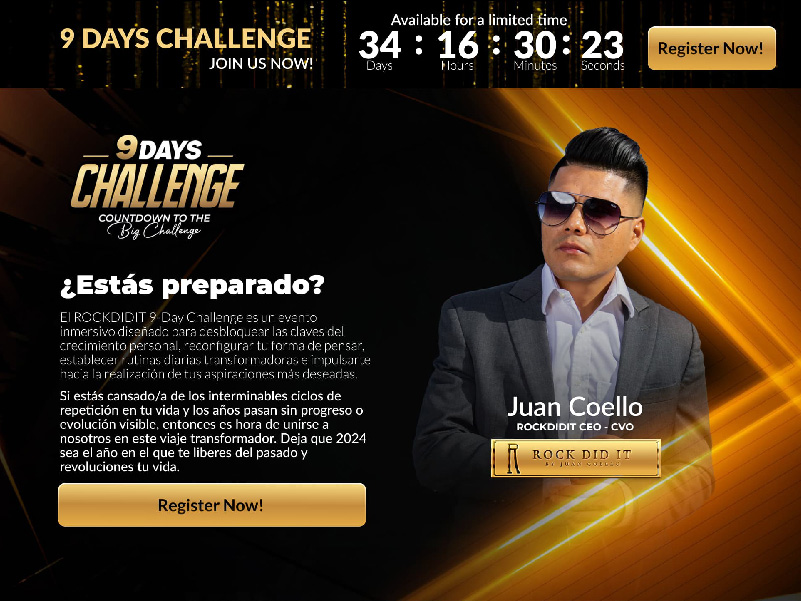 9 DAYS CHALLENGE
JOIN US NOW!
Available for a limited time
34 : 16 : 30 : 23
Days Hours Minutes Seconds
Register Now!
9 DAYS
CHALLENGE
COUNTDOWN TO THE
Big Challenge
¿Estás preparado?
El ROCKDIDIT 9-Day Challenge es un evento
inmersivo diseñado para desbloquear las claves del
crecimiento personal, reconfigurar tu forma de pensar,
establecer rutinas diarias transformadoras e impulsarte
hacia la realización de tus aspiraciones más deseadas.
Si estás cansado/a de los interminables ciclos de
repetición en tu vida y los años pasan sin progreso o
evolución visible, entonces es hora de unirse a
nosotros en este viaje transformador. Deja que 2024
sea el año en el que te liberes del pasado y
revoluciones tu vida.
Register Now!
Juan Coello
ROCKDIDIT CEO - CVO
ROCK DID IT
BY JUAN COELLO